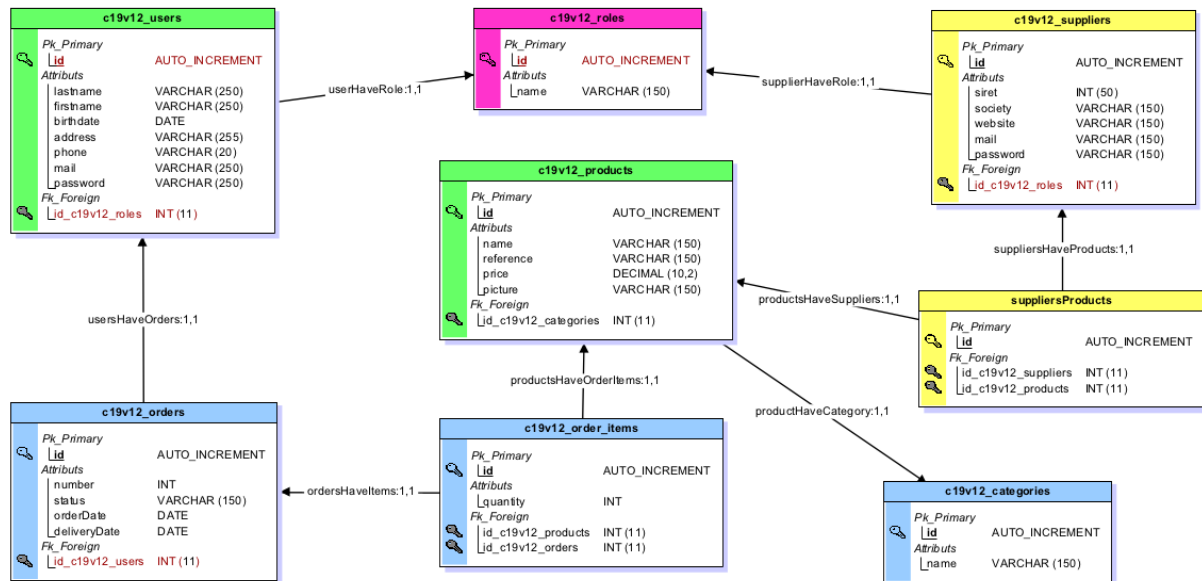 c19v12_users
Pk_Primary
id AUTO_INCREMENT
Attributs
lastname VARCHAR (250)
firstname VARCHAR (250)
birthdate DATE
address VARCHAR (255)
phone VARCHAR (20)
mail VARCHAR (250)
password VARCHAR (250)
Fk_Foreign
id_c19v12_roles INT (11)
userHaveRole:1,1
c19v12_roles
Pk_Primary
id AUTO_INCREMENT
Attributs
name VARCHAR (150)
supplierHaveRole:1,1
c19v12_suppliers
Pk_Primary
id AUTO_INCREMENT
Attributs
siret INT (50)
society VARCHAR (150)
website VARCHAR (150)
mail VARCHAR (150)
password VARCHAR (150)
Fk_Foreign
id_c19v12_roles INT (11)
c19v12_products
Pk_Primary
id AUTO_INCREMENT
Attributs
name VARCHAR (150)
reference VARCHAR (150)
price DECIMAL (10,2)
picture VARCHAR (150)
Fk_Foreign
id_c19v12_categories INT (11)
suppliersHaveProducts:1,1
productsHaveSuppliers:1,1
suppliersProducts
Pk_Primary
id AUTO_INCREMENT
Fk_Foreign
id_c19v12_suppliers INT (11)
id_c19v12_products INT (11)
usersHaveOrders:1,1
productsHaveOrderItems:1,1
productHaveCategory:1,1
c19v12_orders
Pk_Primary
id AUTO_INCREMENT
Attributs
number INT
status VARCHAR (150)
orderDate DATE
deliveryDate DATE
Fk_Foreign
id_c19v12_users INT (11)
ordersHaveItems:1,1
c19v12_order_items
Pk_Primary
id AUTO_INCREMENT
Attributs
quantity INT
Fk_Foreign
id_c19v12_products INT (11)
id_c19v12_orders INT (11)
c19v12_categories
Pk_Primary
id AUTO_INCREMENT
Attributs
name VARCHAR (150)